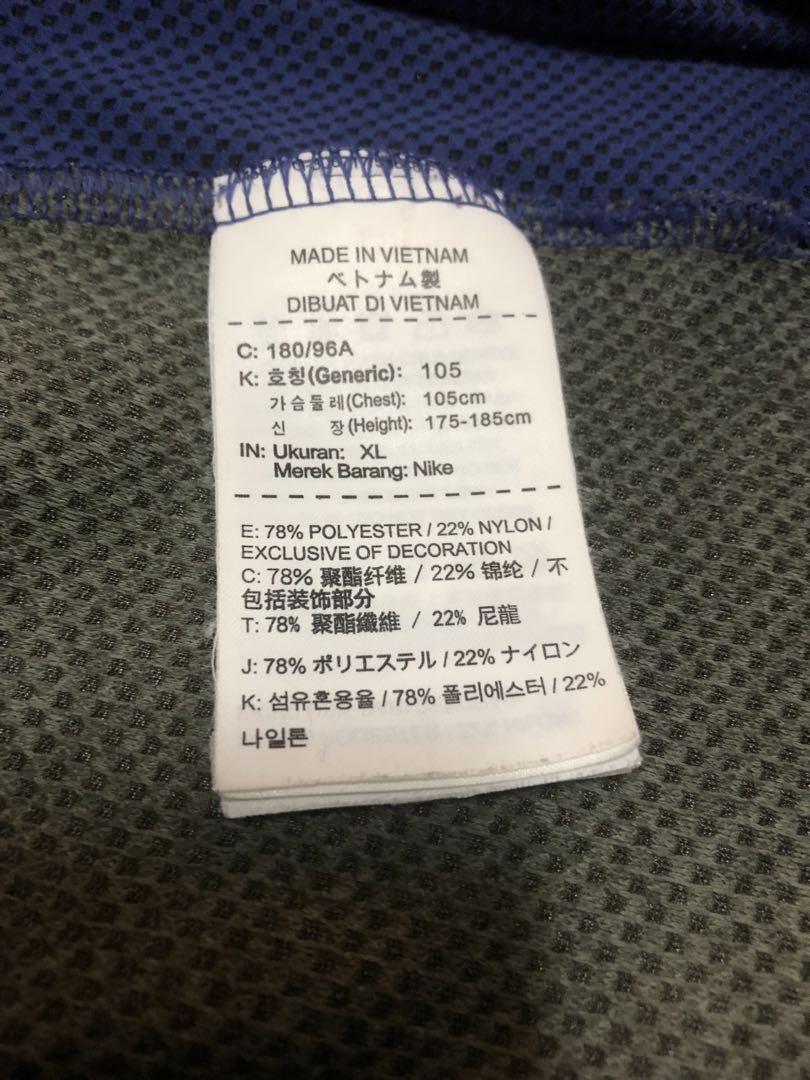 MADE IN VIETNAM
ベトナム製
DIBUAT DI VIETNAM
C: 180/96A
K: 호칭(Generic): 105
가슴둘레(Chest): 105cm
신 장(Height): 175-185cm
IN: Ukuran: XL
Merek Barang: Nike
E: 78% POLYESTER / 22% NYLON /
EXCLUSIVE OF DECORATION
C: 78% 聚酯纤维 / 22% 锦纶 / 不
包括装饰部分
T: 78% 聚酯纖維 / 22% 尼龍
J: 78% ポリエステル / 22% ナイロン
K: 섬유혼용율 / 78% 폴리에스터 / 22%
나일론